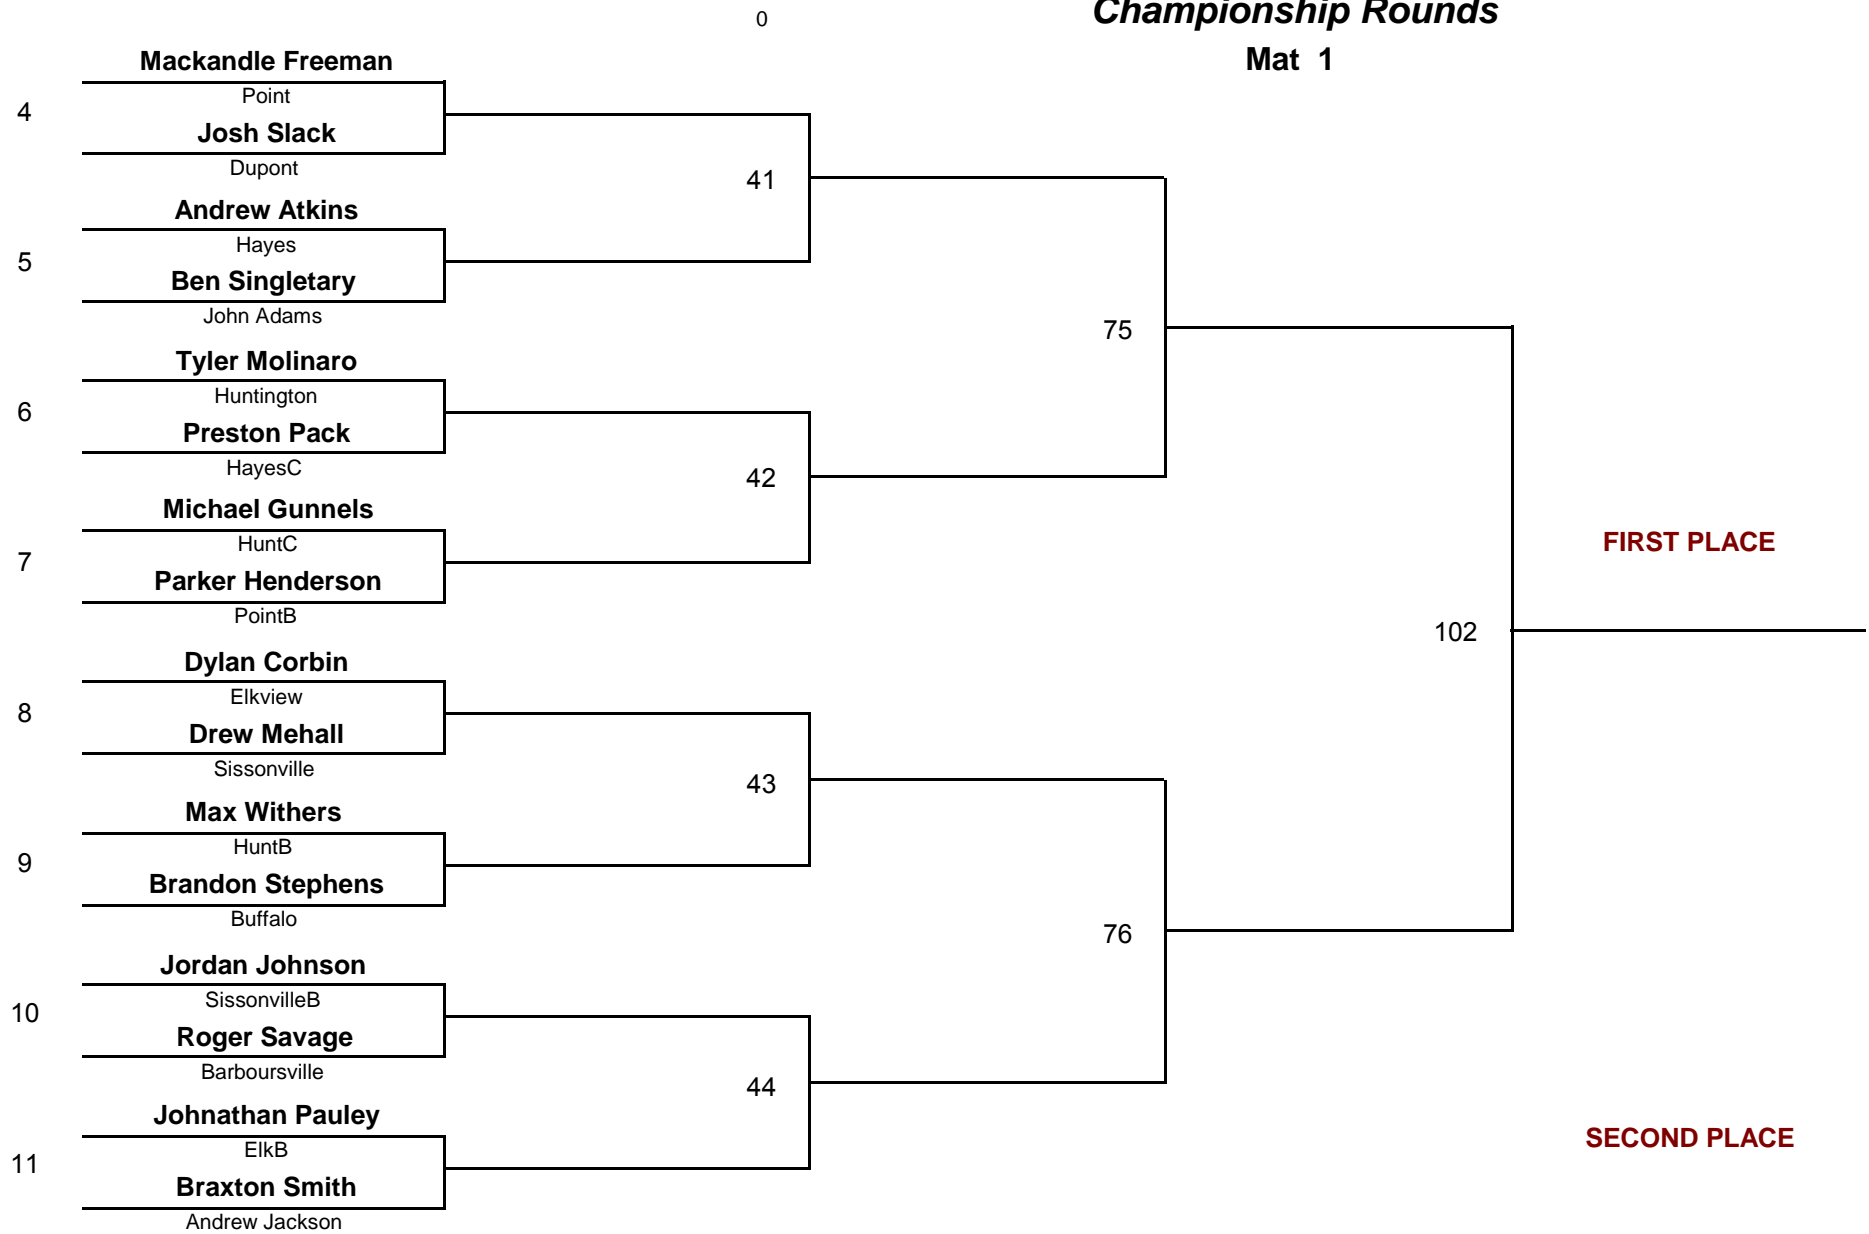 0
Championship Rounds
Mat 1
Mackandle Freeman
4
Point
Josh Slack
Dupont
41
Andrew Atkins
5
Hayes
Ben Singletary
John Adams
75
Tyler Molinaro
6
Huntington
Preston Pack
HayesC
42
Michael Gunnels
7
HuntC
Parker Henderson
PointB
FIRST PLACE
102
Dylan Corbin
8
Elkview
Drew Mehall
Sissonville
43
Max Withers
9
HuntB
Brandon Stephens
Buffalo
76
Jordan Johnson
10
SissonvilleB
Roger Savage
Barboursville
44
Johnathan Pauley
11
ElkB
Braxton Smith
Andrew Jackson
SECOND PLACE